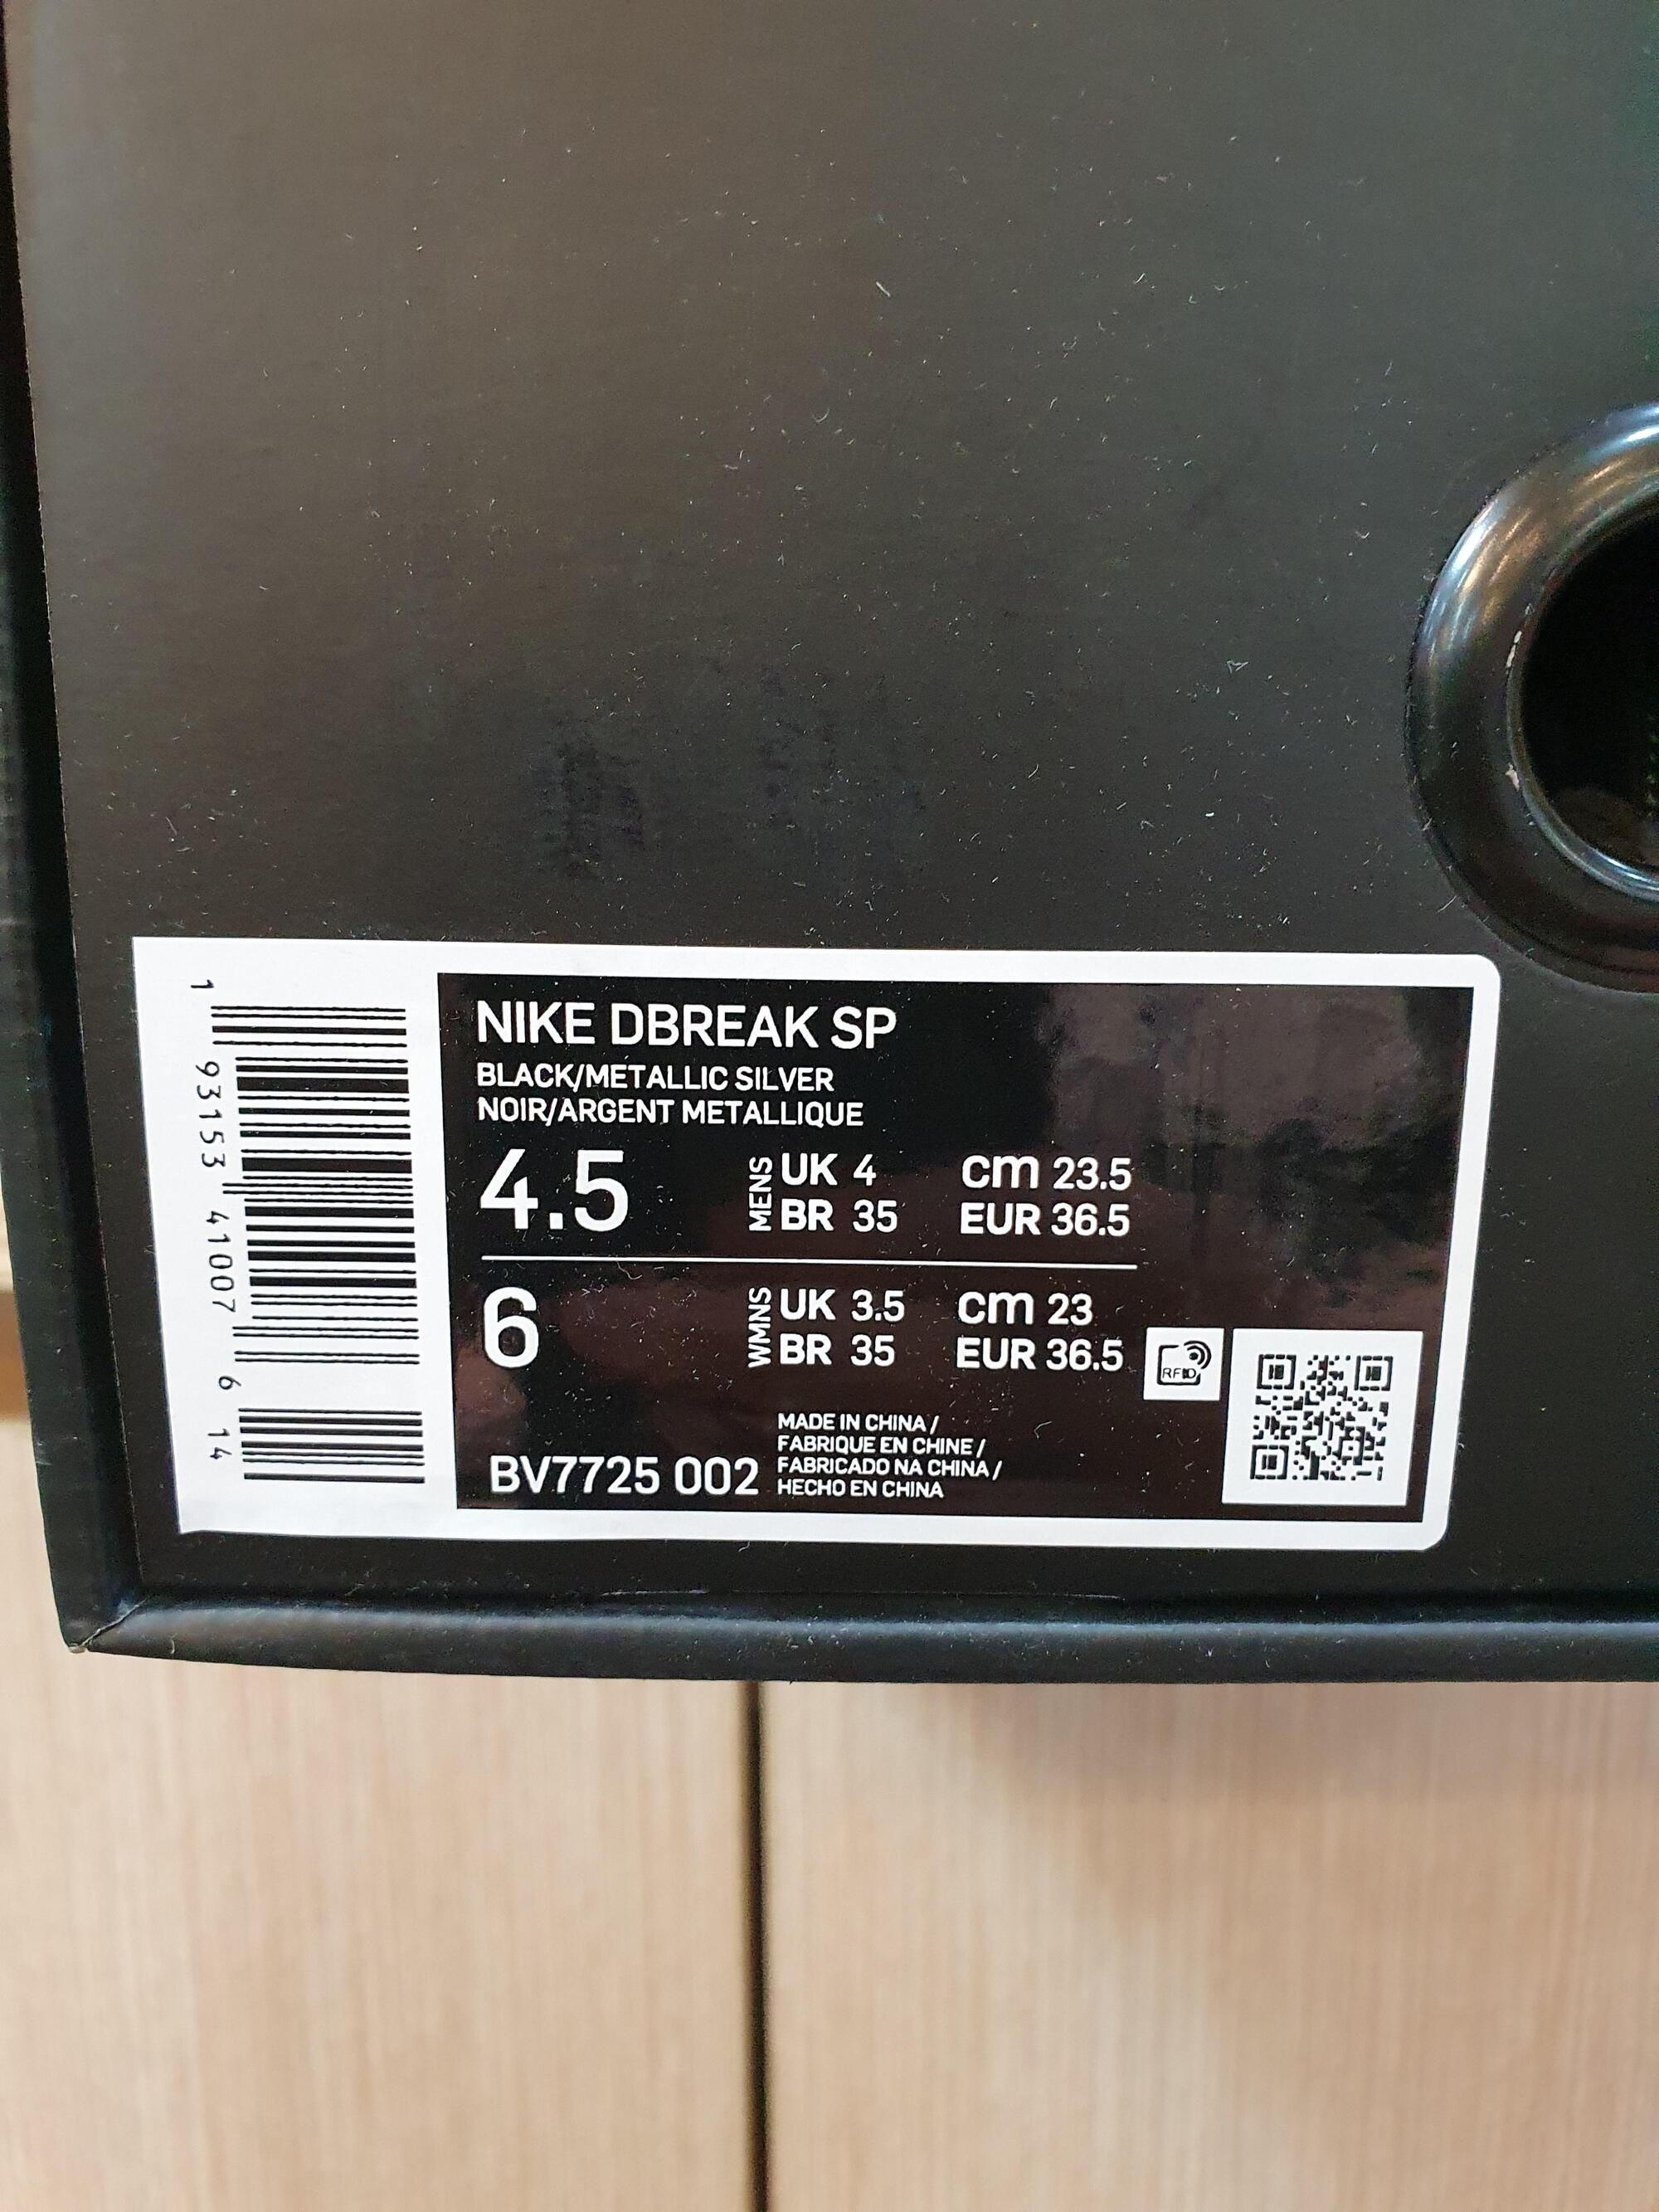 NIKE DBREAK SP
BLACK/METALLIC SILVER
NOIR/ARGENT METALLIQUE
4.5 MENS UK 4 cm 23.5
BR 35 EUR 36.5
6 WMNS UK 3.5 cm 23
BR 35 EUR 36.5
RFID
MADE IN CHINA /
FABRIQUE EN CHINE /
FABRICADO NA CHINA /
HECHO EN CHINA
BV7725 002
1 93153 41007 6 14